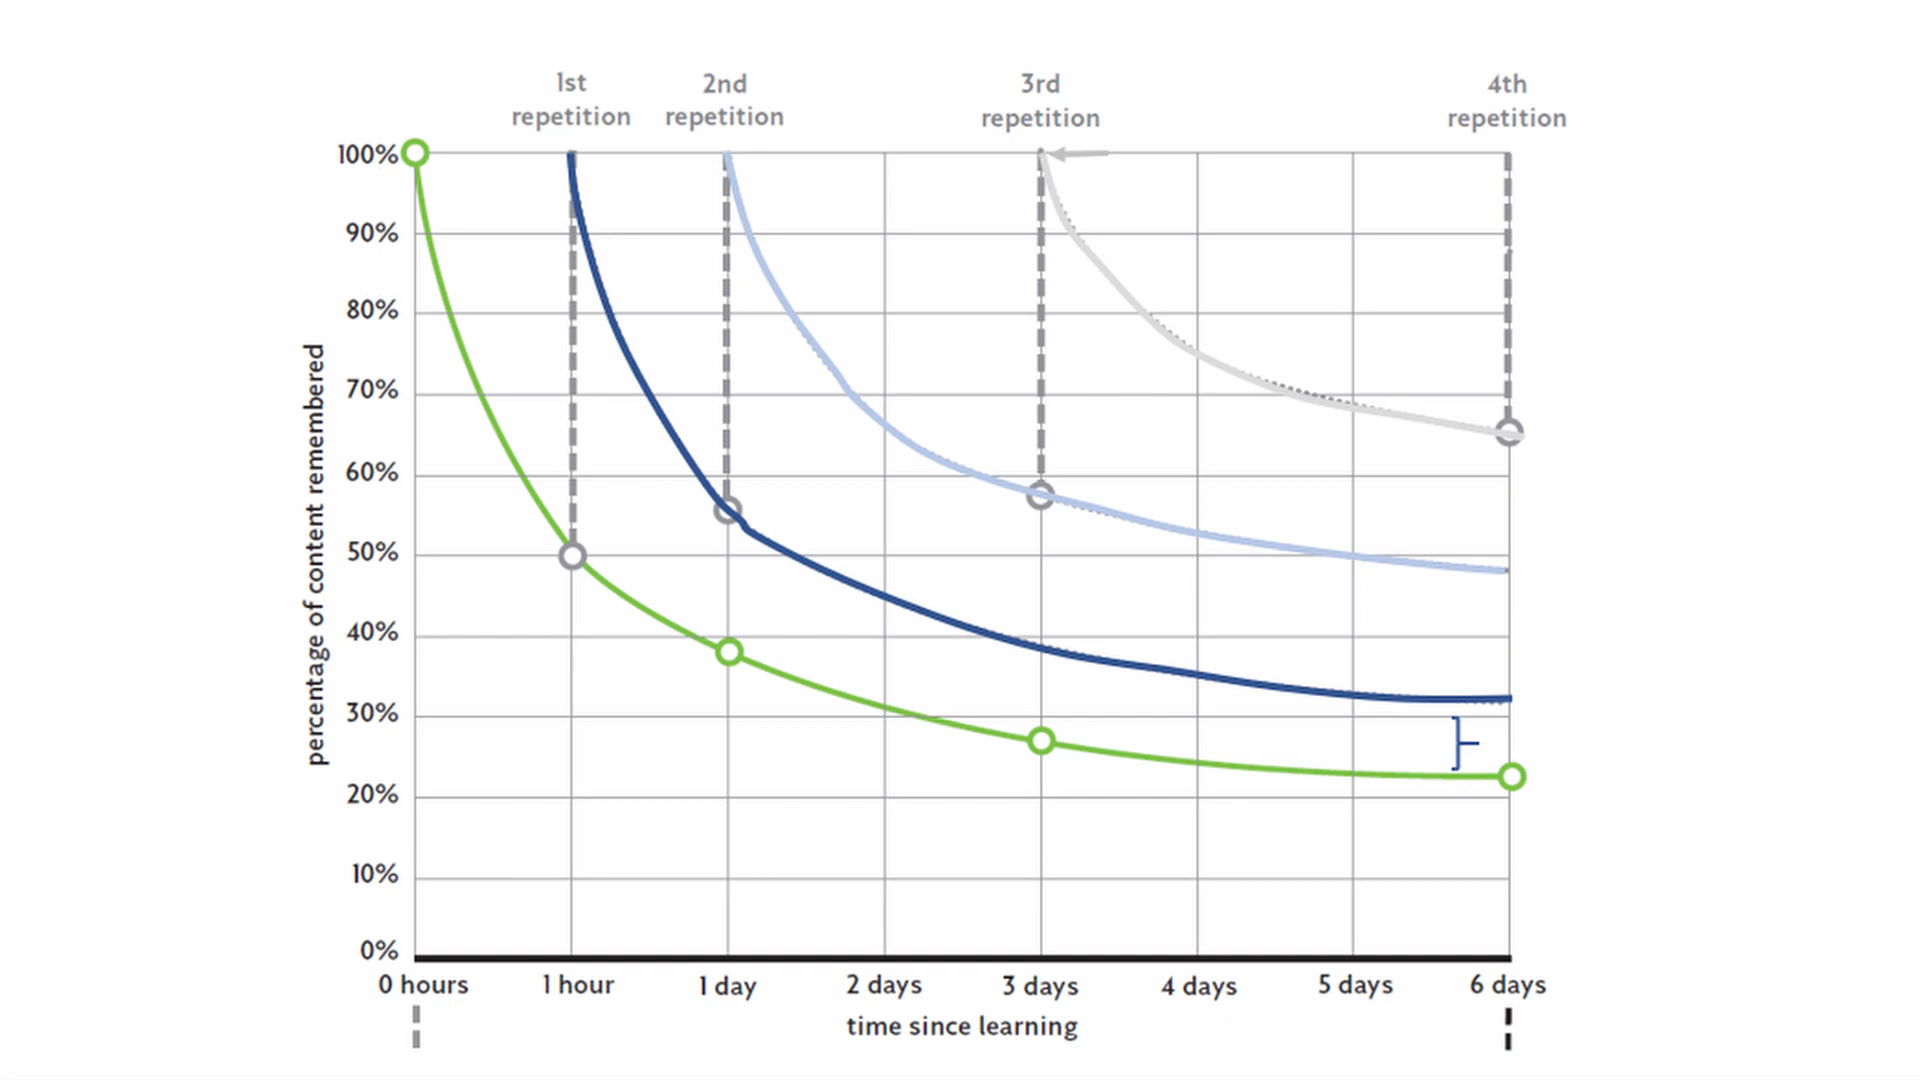 1st
repetition
2nd
repetition
3rd
repetition
4th
repetition
100%
90%
80%
70%
60%
50%
40%
30%
20%
10%
0%
percentage of content remembered
0 hours
1 hour
1 day
2 days
3 days
4 days
5 days
6 days
time since learning